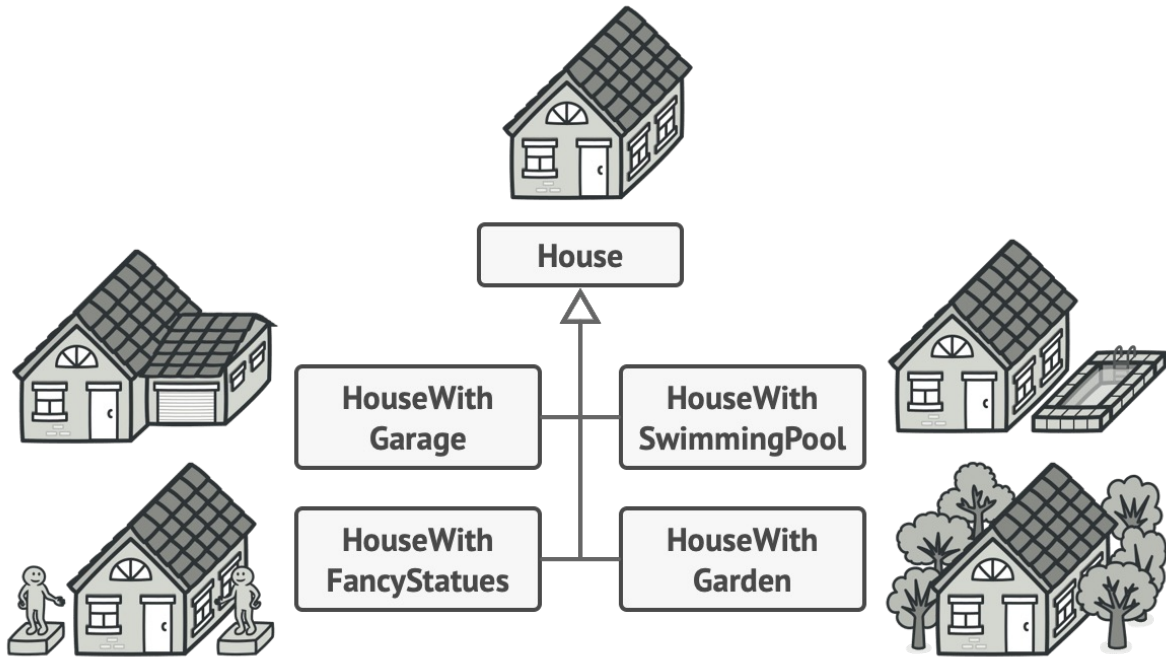 House
HouseWith
Garage
HouseWith
SwimmingPool
HouseWith
FancyStatues
HouseWith
Garden